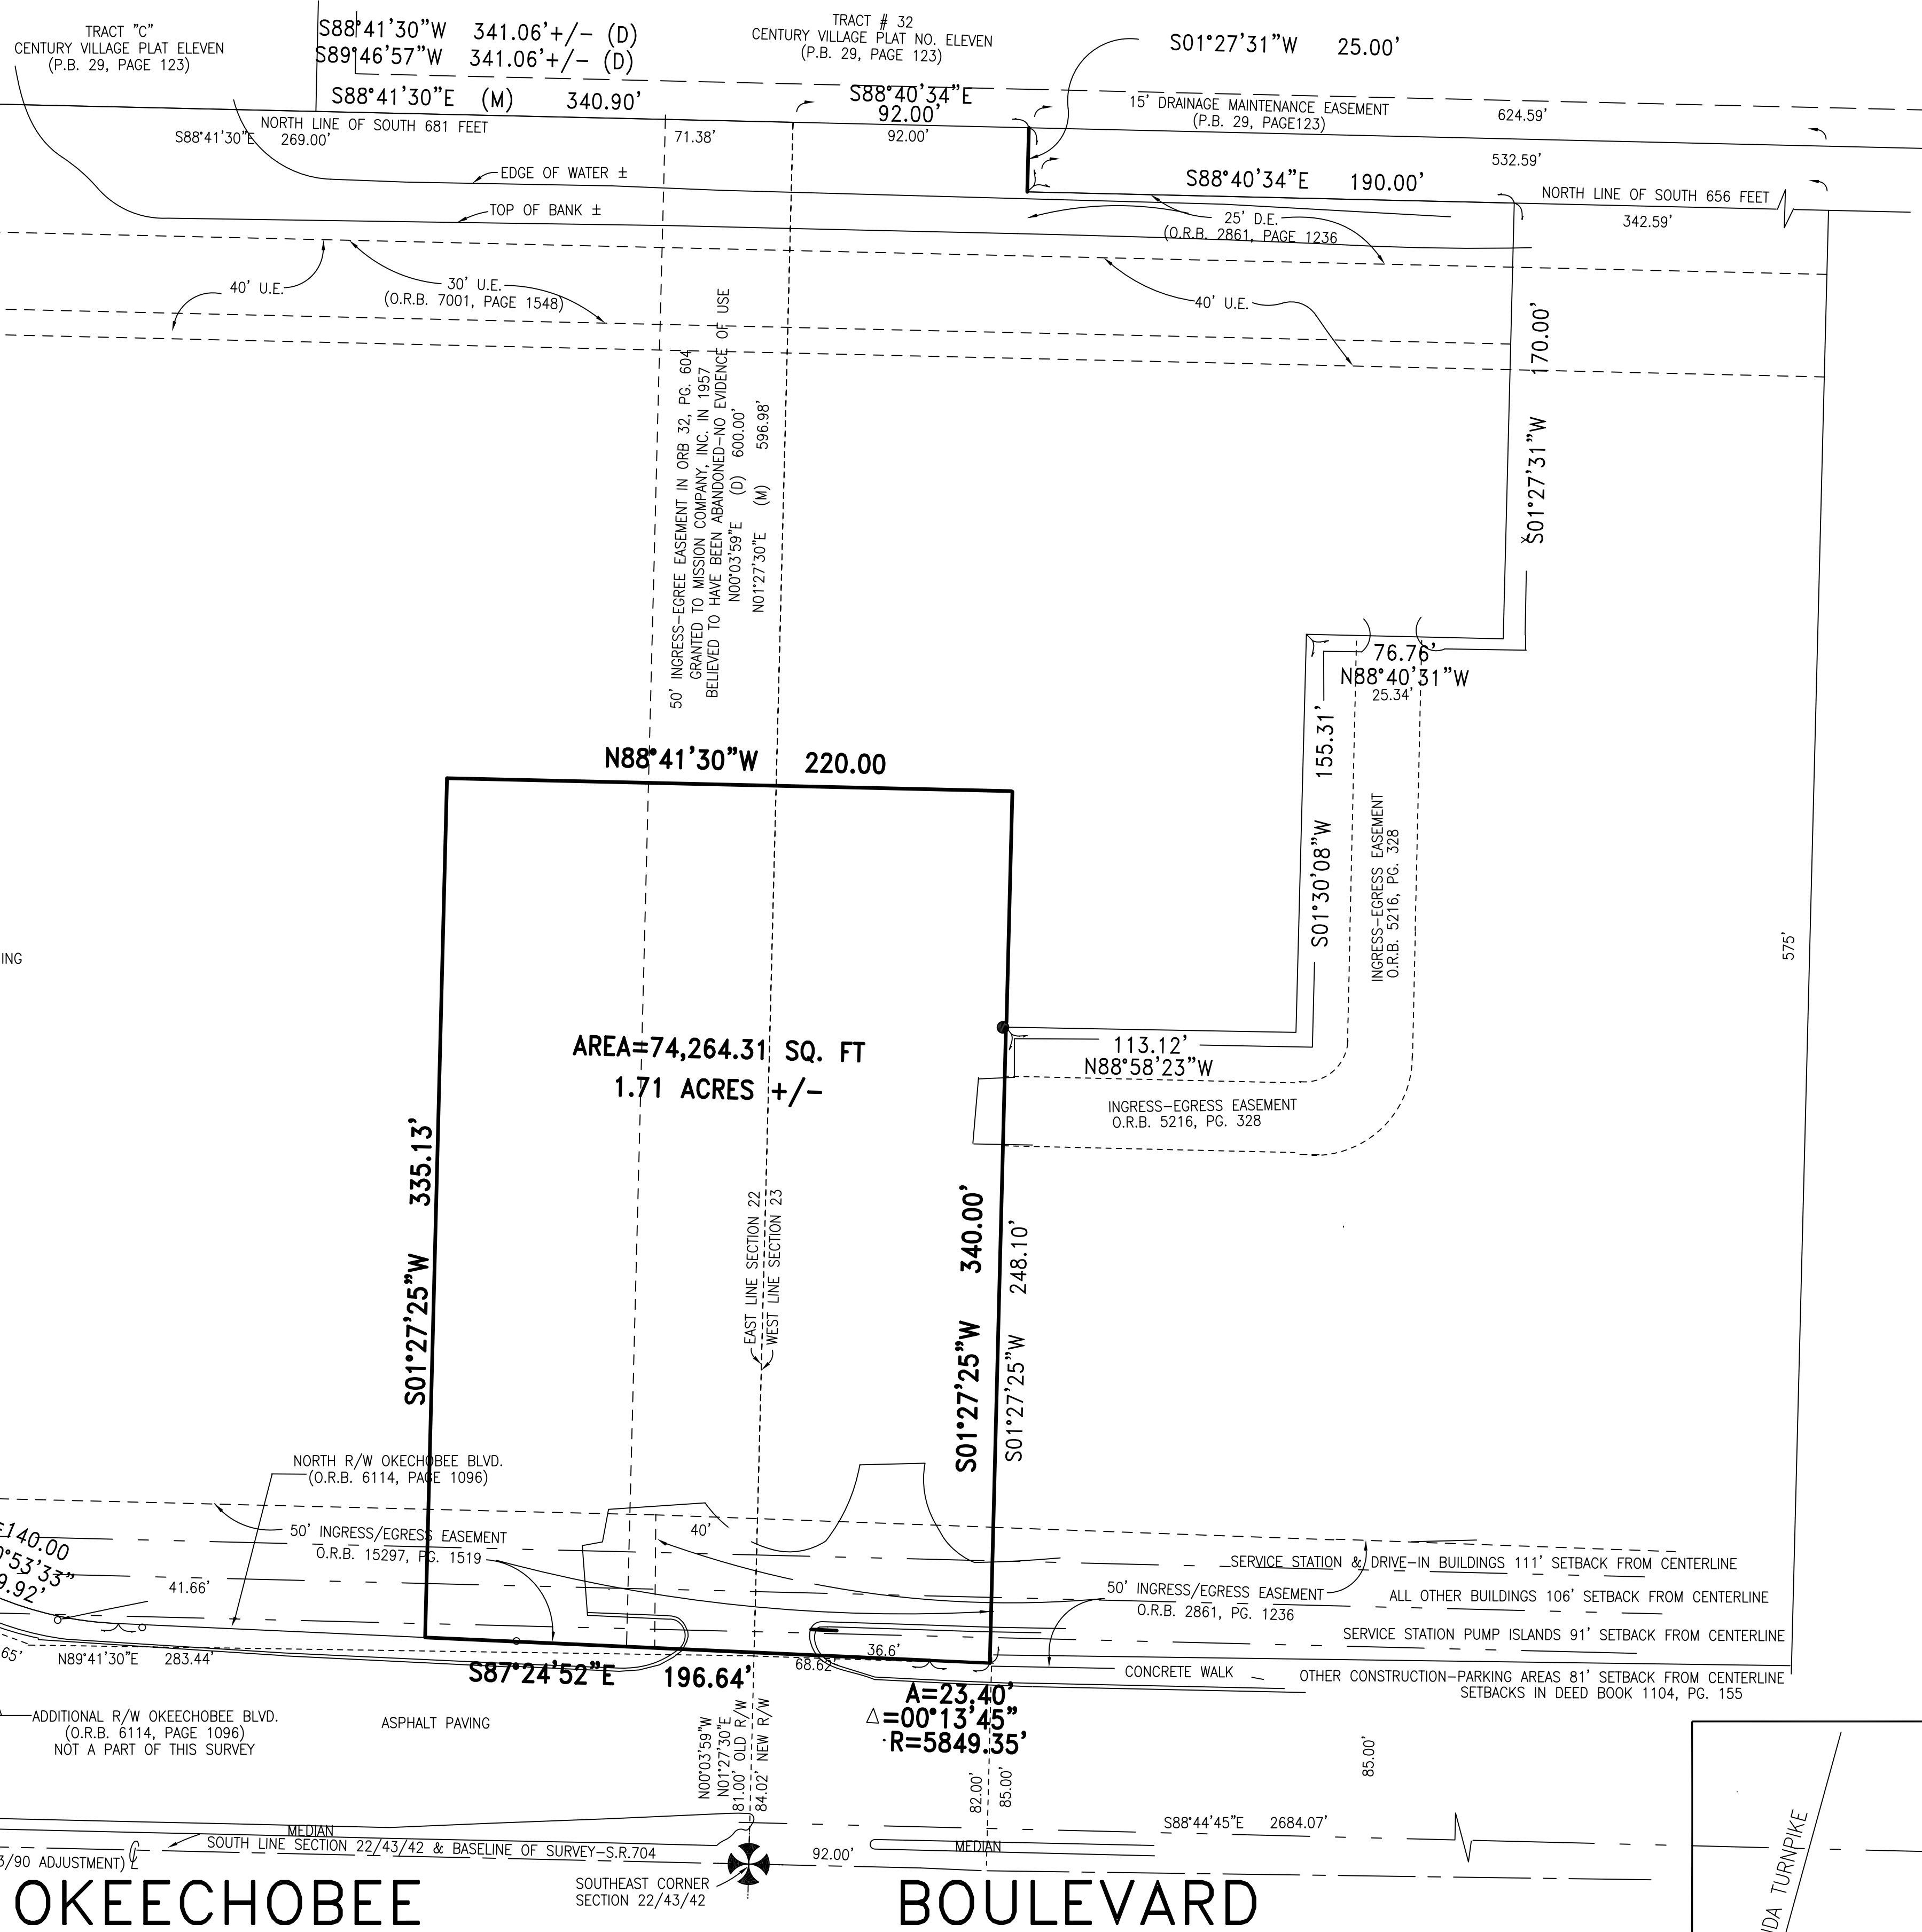 TRACT "C"
CENTURY VILLAGE PLAT ELEVEN
(P.B. 29, PAGE 123)
S88°41'30"W 341.06'+/- (D)
S89°46'57"W 341.06'+/- (D)
S88°41'30"E (M) 340.90'
TRACT # 32
CENTURY VILLAGE PLAT NO. ELEVEN
(P.B. 29, PAGE 123)
S01°27'31"W 25.00'
S88°40'34"E
92.00'
15' DRAINAGE MAINTENANCE EASEMENT
(P.B. 29, PAGE123)
624.59'
NORTH LINE OF SOUTH 681 FEET
S88°41'30"E 269.00'
71.38'
92.00'
532.59'
EDGE OF WATER ±
S88°40'34"E 190.00'
NORTH LINE OF SOUTH 656 FEET
342.59'
TOP OF BANK ±
25' D.E.
(O.R.B. 2861, PAGE 1236
40' U.E.
30' U.E.
(O.R.B. 7001, PAGE 1548)
40' U.E.
50' INGRESS-EGREE EASEMENT IN ORB 32, PG. 604
GRANTED TO MISSION COMPANY, INC. IN 1957
BELIEVED TO HAVE BEEN ABANDONED-NO EVIDENCE OF USE
N00°03'59"E (D) 600.00'
N01°27'30"E (M) 596.98'
S01°27'31"W 170.00'
76.76'
N88°40'31"W
25.34'
N88°41'30"W 220.00
S01°30'08"W 155.31'
INGRESS-EGRESS EASEMENT
O.R.B. 5216, PG. 328
575'
ING
AREA=74,264.31 SQ. FT
1.71 ACRES +/-
113.12'
N88°58'23"W
INGRESS-EGRESS EASEMENT
O.R.B. 5216, PG. 328
S01°27'25"W 335.13'
EAST LINE SECTION 22
WEST LINE SECTION 23
S01°27'25"W 340.00'
S01°27'25"W 248.10'
NORTH R/W OKECHOBEE BLVD.
(O.R.B. 6114, PAGE 1096)
50' INGRESS/EGRESS EASEMENT
O.R.B. 15297, PG. 1519
40'
=140.00
°53'33"
9.92'
41.66'
SERVICE STATION & DRIVE-IN BUILDINGS 111' SETBACK FROM CENTERLINE
50' INGRESS/EGRESS EASEMENT
O.R.B. 2861, PG. 1236
ALL OTHER BUILDINGS 106' SETBACK FROM CENTERLINE
SERVICE STATION PUMP ISLANDS 91' SETBACK FROM CENTERLINE
65'
N89°41'30"E 283.44'
S87°24'52"E 196.64'
68.62'
36.6'
CONCRETE WALK
OTHER CONSTRUCTION-PARKING AREAS 81' SETBACK FROM CENTERLINE
SETBACKS IN DEED BOOK 1104, PG. 155
A=23.40'
△=00°13'45"
R=5849.35'
ADDITIONAL R/W OKEECHOBEE BLVD.
(O.R.B. 6114, PAGE 1096)
NOT A PART OF THIS SURVEY
ASPHALT PAVING
N00°03'59"W
N01°27'30"E
81.00' OLD R/W
84.02' NEW R/W
82.00'
85.00'
85.00'
MEDIAN
SOUTH LINE SECTION 22/43/42 & BASELINE OF SURVEY-S.R.704
3/90 ADJUSTMENT)
92.00'
MEDIAN
S88°44'45"E 2684.07'
SOUTHEAST CORNER
SECTION 22/43/42
OKEECHOBEE BOULEVARD
IDA TURNPIKE